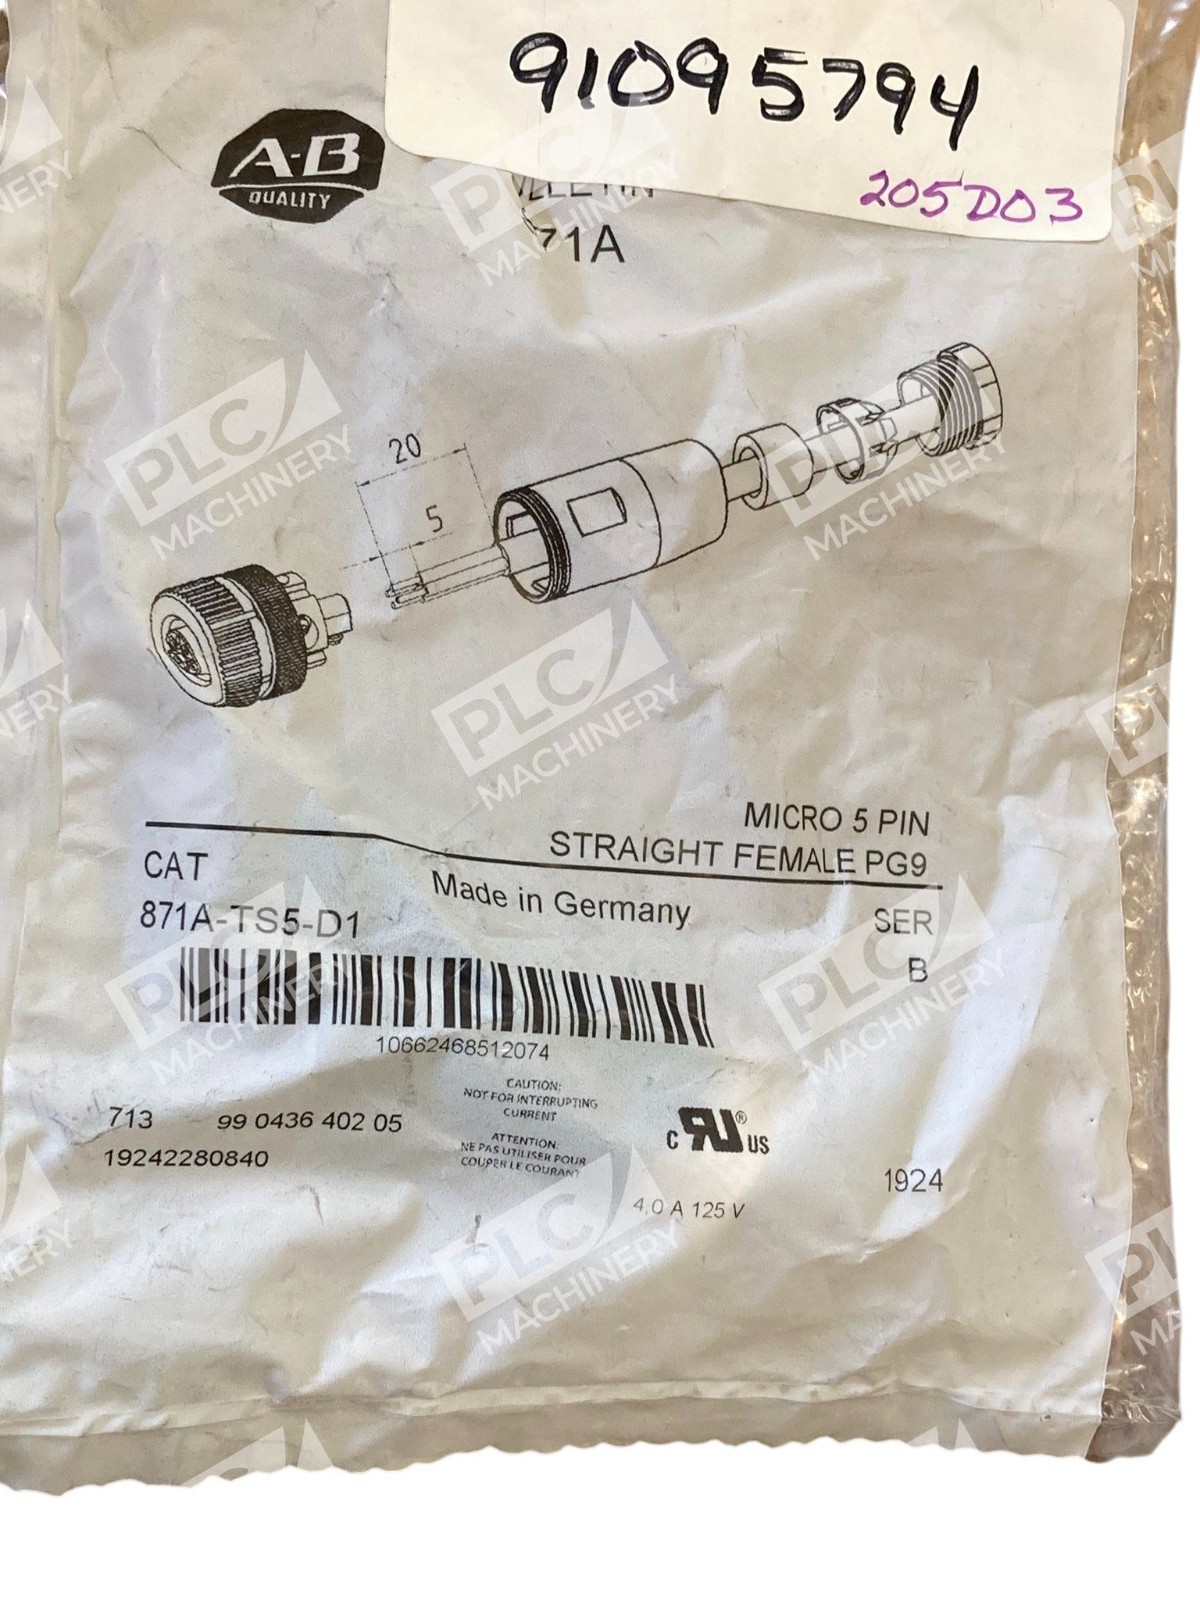 91095794
205D03
A-B
QUALITY
71A
20
5
MICRO 5 PIN
STRAIGHT FEMALE PG9
CAT
Made in Germany
871A-TS5-D1
SER
B
10662468512074
CAUTION:
NOT FOR INTERRUPTING
CURRENT
713 99 0436 402 05
ATTENTION:
NE PAS UTILISER POUR
COUPER LE COURANT
19242280840
C RU ® US
1924
4,0 A 125 V
PLC
MACHINERY